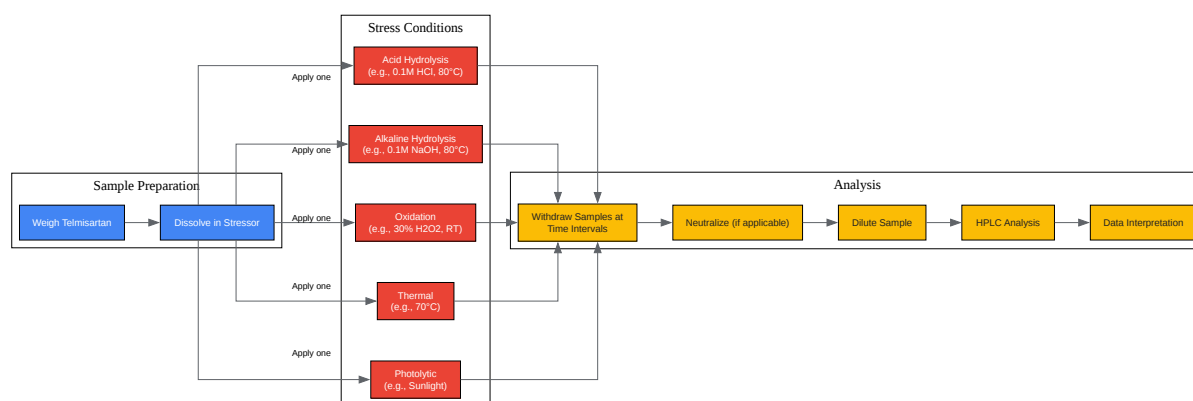 Stress Conditions
Acid Hydrolysis
(e.g., 0.1M HCl, 80°C)
Apply one
Alkaline Hydrolysis
(e.g., 0.1M NaOH, 80°C)
Apply one
Sample Preparation
Weigh Telmisartan
Dissolve in Stressor
Apply one
Oxidation
(e.g., 30% H2O2, RT)
Apply one
Thermal
(e.g., 70°C)
Apply one
Photolytic
(e.g., Sunlight)
Analysis
Withdraw Samples at
Time Intervals
Neutralize (if applicable)
Dilute Sample
HPLC Analysis
Data Interpretation